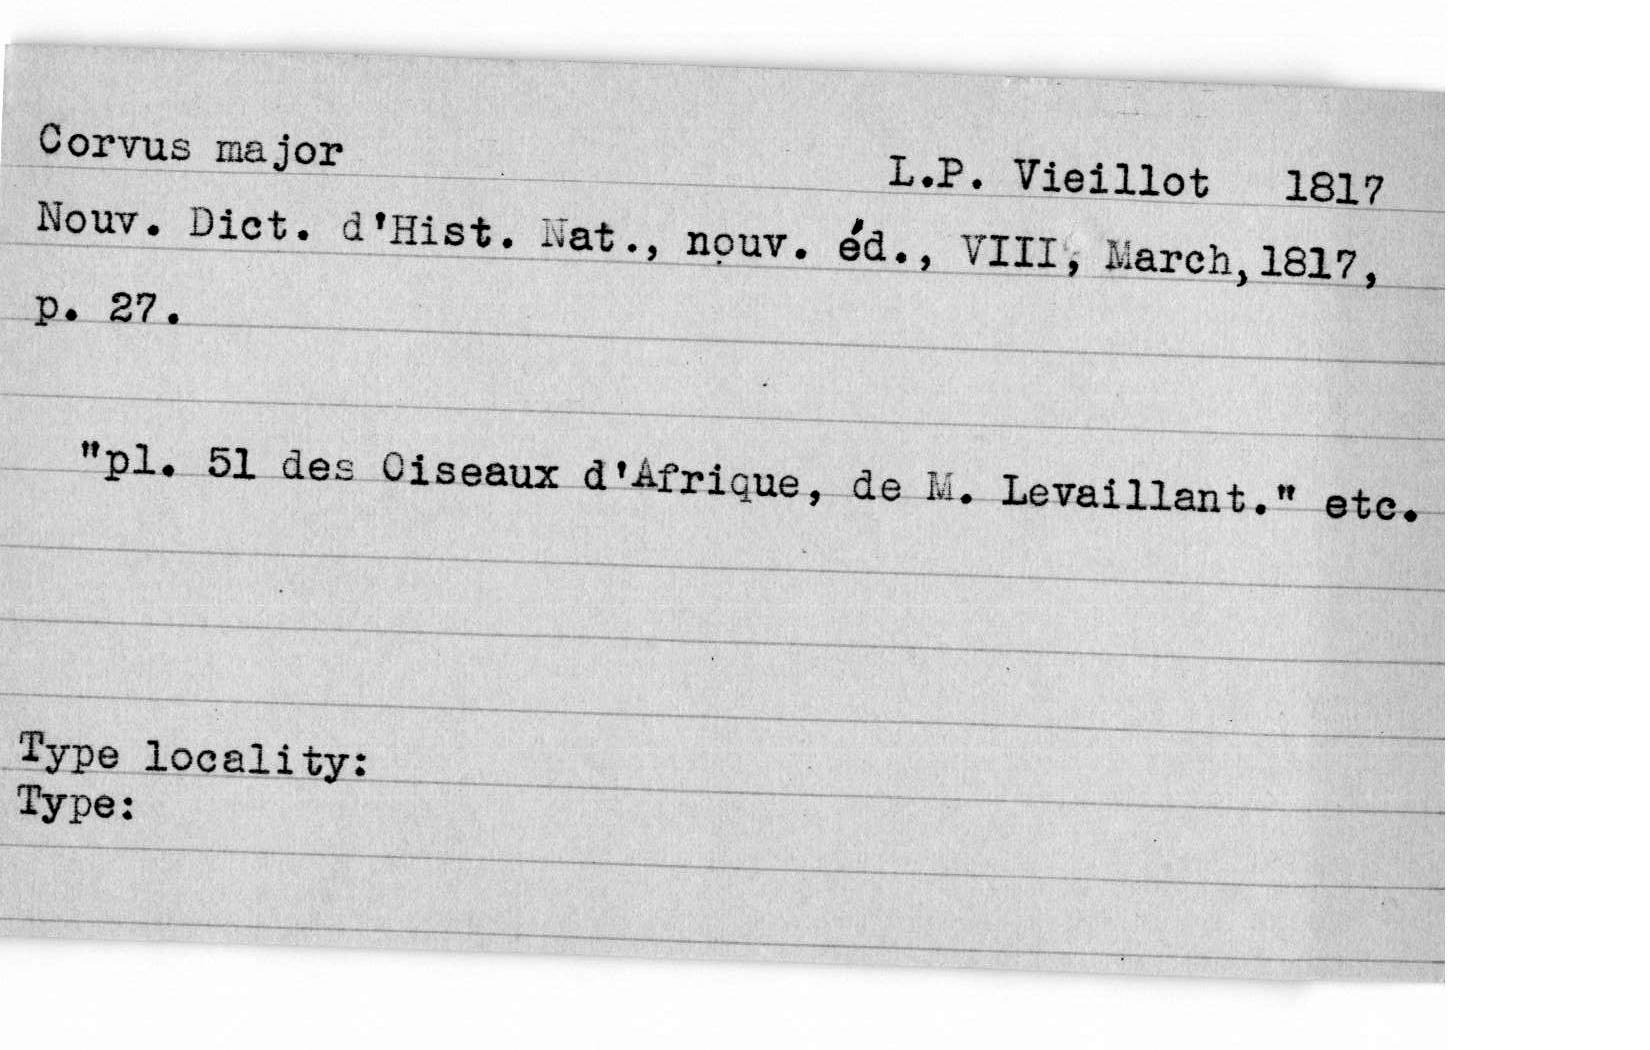 Corvus major L.P. Vieillot 1817
Nouv. Dict. d'Hist. Nat., nouv. éd., VIII, March, 1817,
p. 27.
"pl. 51 des Oiseaux d'Afrique, de M. Levaillant." etc.
Type locality:
Type: